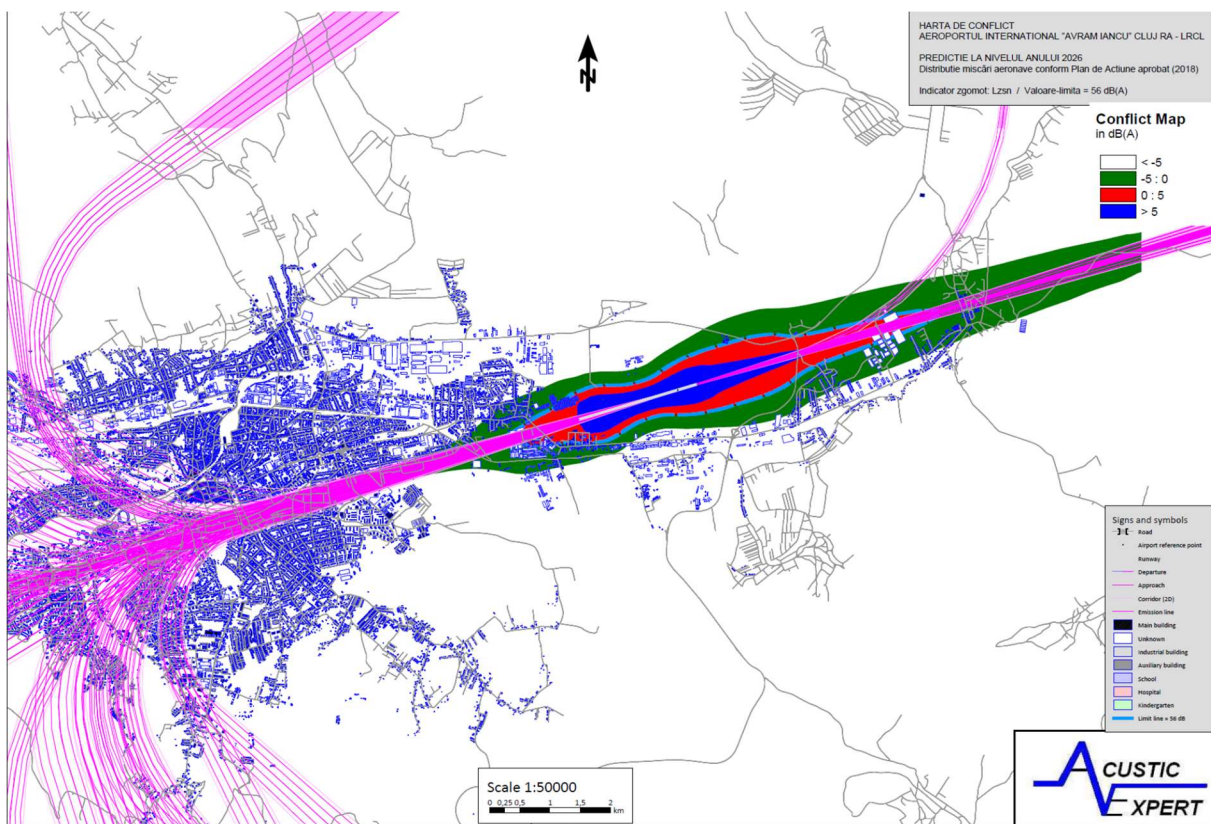 HARTA DE CONFLICT
AEROPORTUL INTERNATIONAL "AVRAM IANCU" CLUJ RA - LRCL
PREDICTIE LA NIVELUL ANULUI 2026
Distributie miscări aeronave conform Plan de Actiune aprobat (2018)
Indicator zgomot: Lzsn / Valoare-limita = 56 dB(A)
N
Conflict Map
in dB(A)
< -5
-5 : 0
0 : 5
> 5
Signs and symbols
Road
Airport reference point
Runway
Departure
Approach
Corridor (2D)
Emission line
Main building
Unknown
Industrial building
Auxiliary building
School
Hospital
Kindergarten
Limit line = 56 dB
Scale 1:50000
0 0,25 0,5 1 1,5 2
km
ACUSTIC
EXPERT